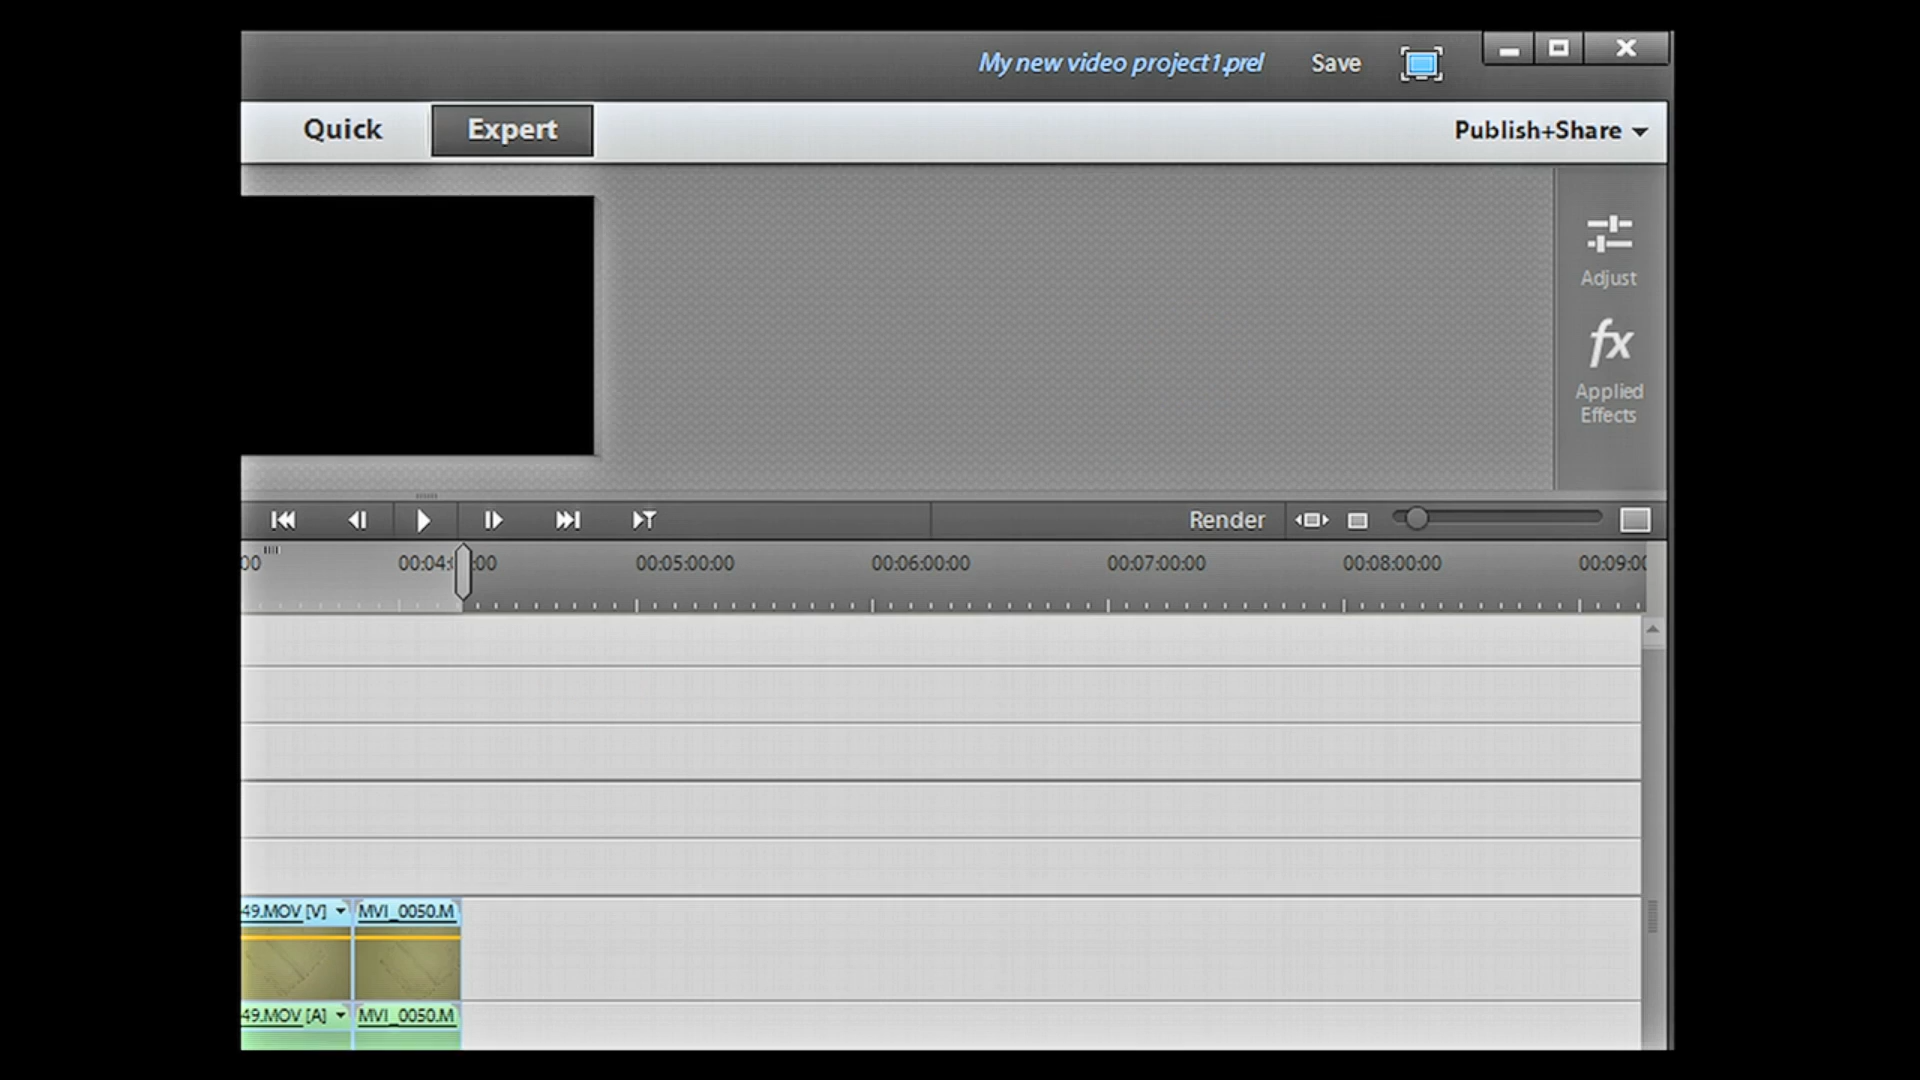 My new video project1.prel Save
Quick Expert Publish+Share
Adjust
fx
Applied
Effects
Render
00 00:04: :00 00:05:00:00 00:06:00:00 00:07:00:00 00:08:00:00 00:09:00
49.MOV [V] MVI_0050.M
49.MOV [A] MVI_0050.M